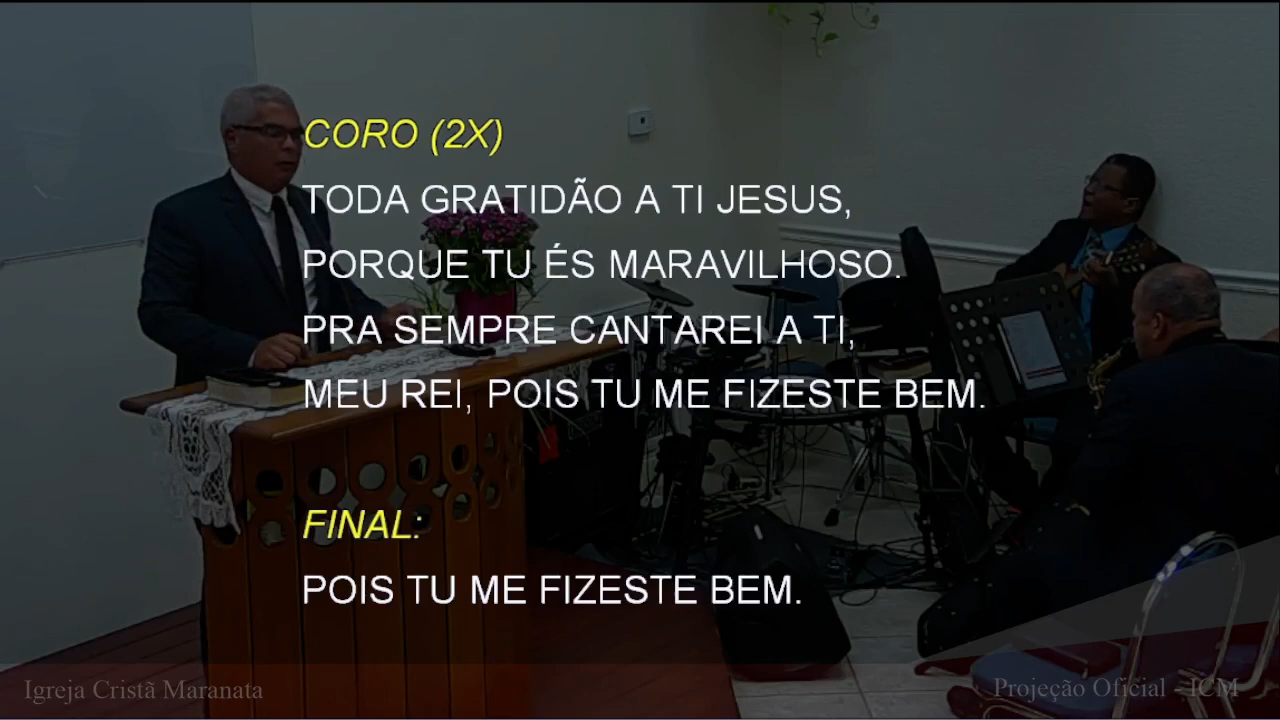 CORO (2X)
TODA GRATIDÃO A TI JESUS,
PORQUE TU ÉS MARAVILHOSO.
PRA SEMPRE CANTAREI A TI,
MEU REI, POIS TU ME FIZESTE BEM.
FINAL:
POIS TU ME FIZESTE BEM.
Igreja Cristã Maranata
Projeção Oficial - ICM